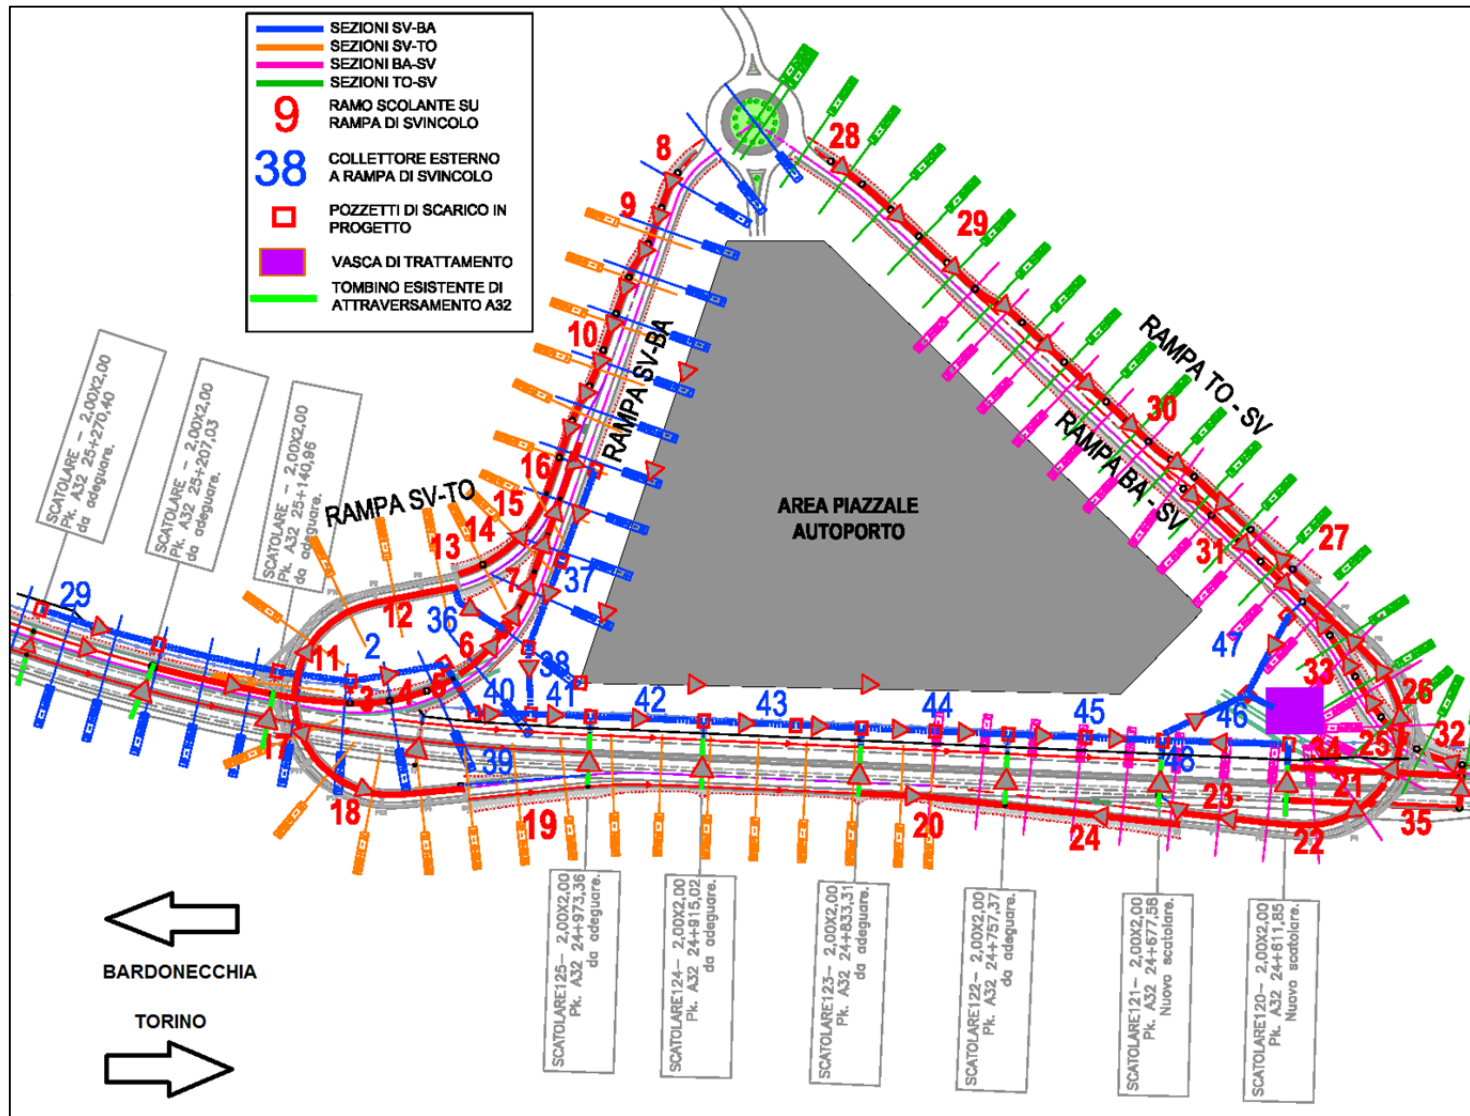 SEZIONI SV-BA
SEZIONI SV-TO
SEZIONI BA-SV
SEZIONI TO-SV
9
RAMO SCOLANTE SU
RAMPA DI SVINCOLO
38
COLLETTORE ESTERNO
A RAMPA DI SVINCOLO
POZZETTI DI SCARICO IN
PROGETTO
VASCA DI TRATTAMENTO
TOMBINO ESISTENTE DI
ATTRAVERSAMENTO A32
8
9
10
28
29
30
RAMPA SV-BA
RAMPA TO - SV
RAMPA BA - SV
RAMPA SV-TO
AREA PIAZZALE
AUTOPORTO
SCATOLARE - 2,00X2,00
Pk. A32 25+270,40
da adeguare.
SCATOLARE - 2,00X2,00
Pk. A32 25+207,03
da adeguare.
SCATOLARE - 2,00X2,00
Pk. A32 25+140,96
da adeguare.
16
15
14
13
12
7
37
36
31
27
29
2
11
6
38
3
4
5
40
41
42
43
44
45
46
47
33
26
25
34
32
48
17
39
18
19
20
24
23
21
22
35
SCATOLARE125- 2,00X2,00
Pk. A32 24+973,36
da adeguare.
SCATOLARE124- 2,00X2,00
Pk. A32 24+915,02
da adeguare.
SCATOLARE123- 2,00X2,00
Pk. A32 24+833,31
da adeguare.
SCATOLARE122- 2,00X2,00
Pk. A32 24+757,37
da adeguare.
SCATOLARE121- 2,00X2,00
Pk. A32 24+677,58
Nuovo scatolare.
SCATOLARE120- 2,00X2,00
Pk. A32 24+611,85
Nuovo scatolare.
BARDONECCHIA
TORINO